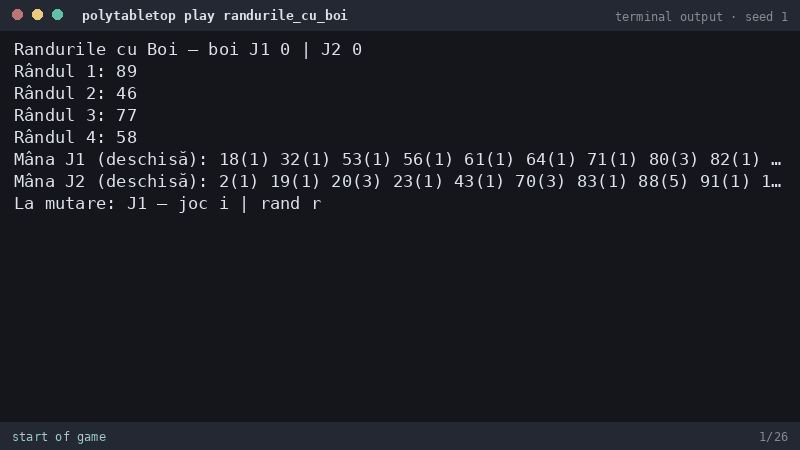 polytabletop play randurile_cu_boi
terminal output · seed 1
Randurile cu Boi — boi J1 0 | J2 0
Rândul 1: 89
Rândul 2: 46
Rândul 3: 77
Rândul 4: 58
Mâna J1 (deschisă): 18(1) 32(1) 53(1) 56(1) 61(1) 64(1) 71(1) 80(3) 82(1) …
Mâna J2 (deschisă): 2(1) 19(1) 20(3) 23(1) 43(1) 70(3) 83(1) 88(5) 91(1) 1…
La mutare: J1 — joc i | rand r
start of game
1/26